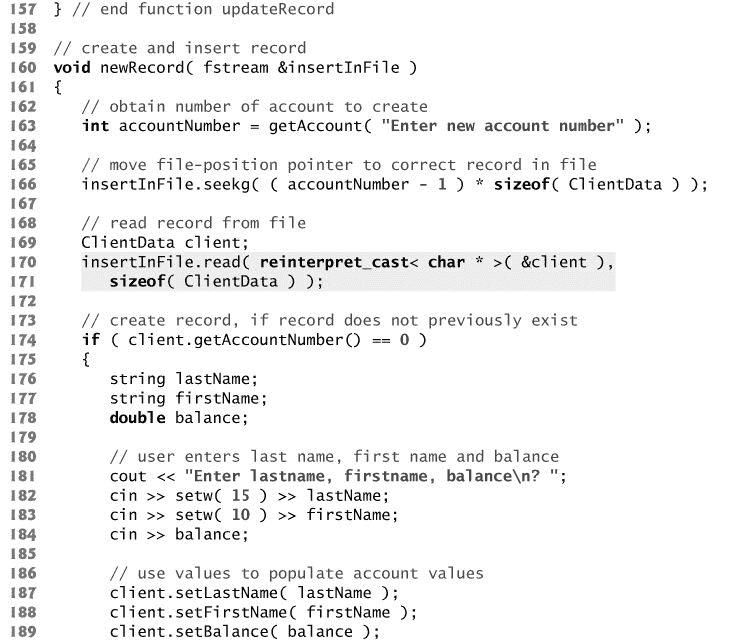 157 } // end function updateRecord
158
159 // create and insert record
160 void newRecord( fstream &insertInFile )
161 {
162    // obtain number of account to create
163    int accountNumber = getAccount( "Enter new account number" );
164
165    // move file-position pointer to correct record in file
166    insertInFile.seekg( ( accountNumber - 1 ) * sizeof( ClientData ) );
167
168    // read record from file
169    ClientData client;
170    insertInFile.read( reinterpret_cast< char * >( &client ),
171       sizeof( ClientData ) );
172
173    // create record, if record does not previously exist
174    if ( client.getAccountNumber() == 0 )
175    {
176       string lastName;
177       string firstName;
178       double balance;
179
180       // user enters last name, first name and balance
181       cout << "Enter lastname, firstname, balance\n? ";
182       cin >> setw( 15 ) >> lastName;
183       cin >> setw( 10 ) >> firstName;
184       cin >> balance;
185
186       // use values to populate account values
187       client.setLastName( lastName );
188       client.setFirstName( firstName );
189       client.setBalance( balance );